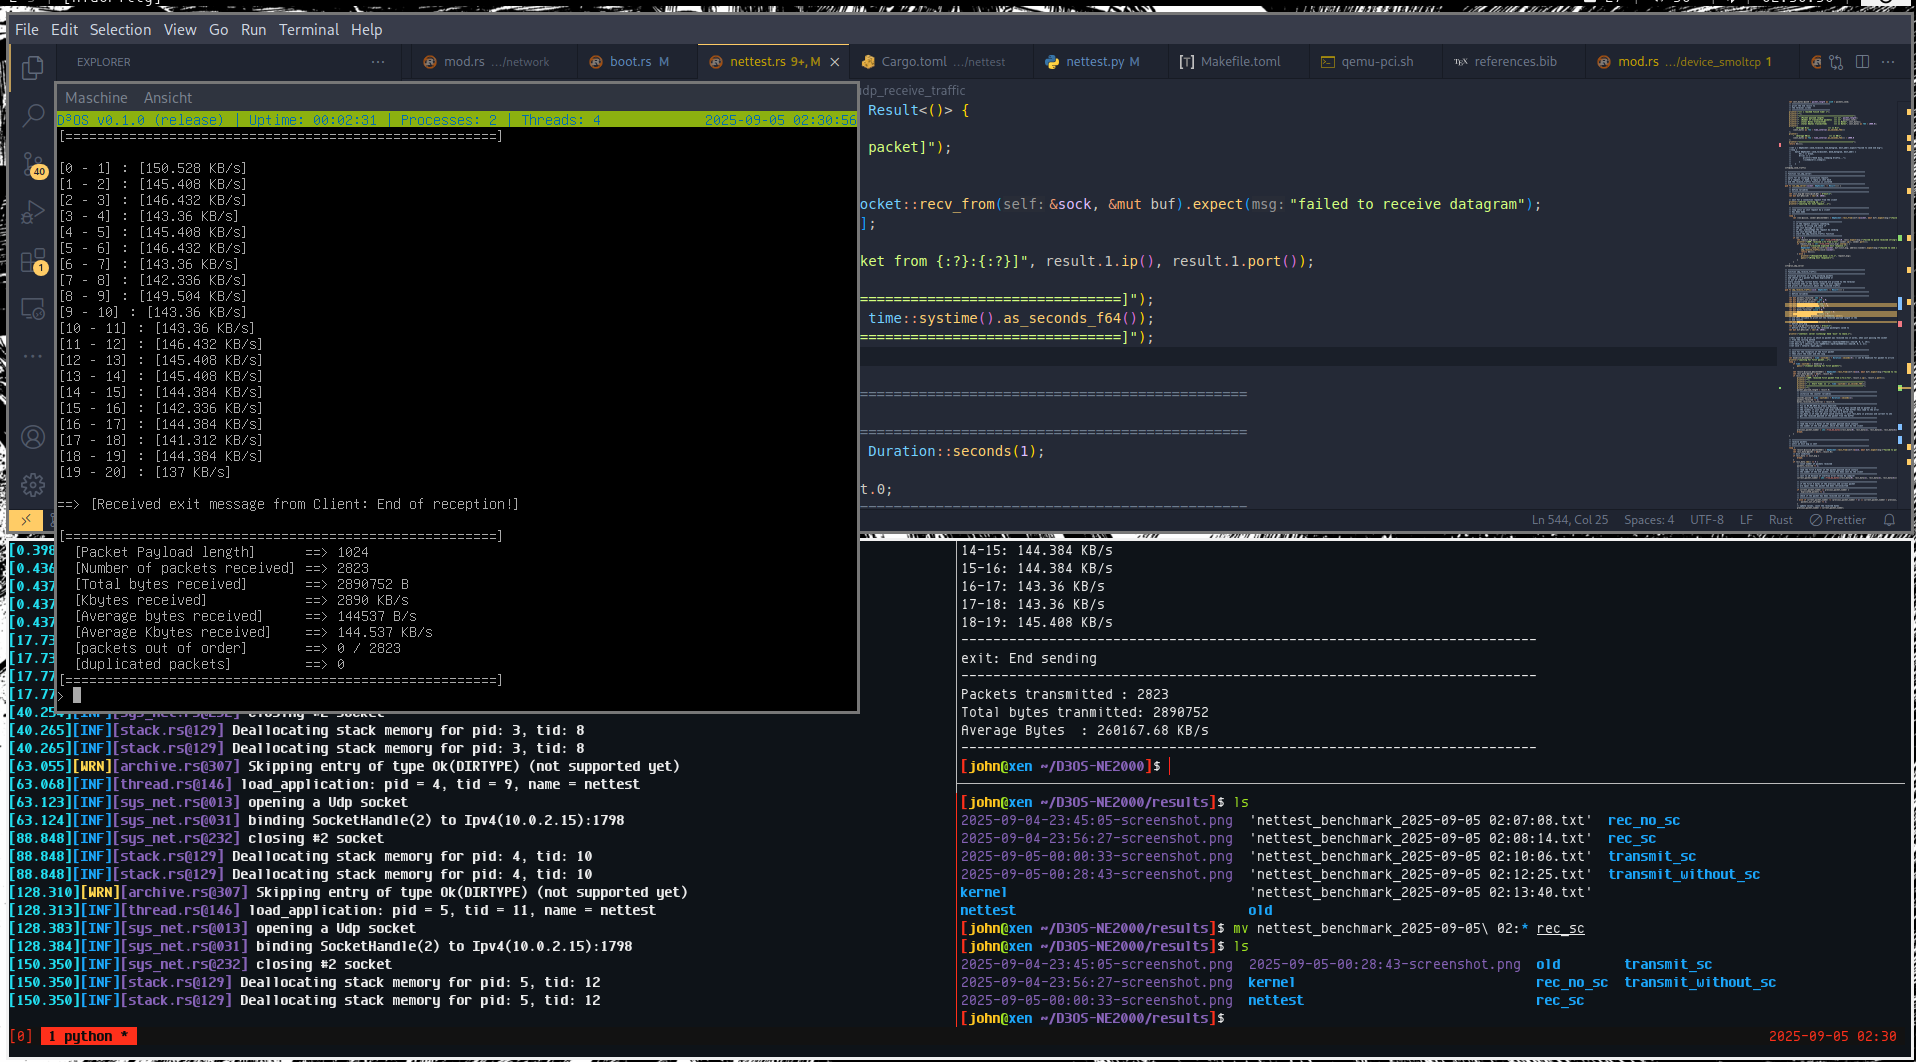 File Edit Selection View Go Run Terminal Help
EXPLORER ···
mod.rs .../network
boot.rs M
nettest.rs 9+, M
Cargo.toml .../nettest
nettest.py M
Makefile.toml
qemu-pci.sh
references.bib
mod.rs .../device_smoltcp 1
40
1
Maschine Ansicht
D³OS v0.1.0 (release) | Uptime: 00:02:31 | Processes: 2 | Threads: 4 2025-09-05 02:30:56
[0 - 1] : [150.528 KB/s]
[1 - 2] : [145.408 KB/s]
[2 - 3] : [146.432 KB/s]
[3 - 4] : [143.36 KB/s]
[4 - 5] : [145.408 KB/s]
[5 - 6] : [146.432 KB/s]
[6 - 7] : [143.36 KB/s]
[7 - 8] : [142.336 KB/s]
[8 - 9] : [149.504 KB/s]
[9 - 10] : [143.36 KB/s]
[10 - 11] : [143.36 KB/s]
[11 - 12] : [146.432 KB/s]
[12 - 13] : [145.408 KB/s]
[13 - 14] : [145.408 KB/s]
[14 - 15] : [144.384 KB/s]
[15 - 16] : [142.336 KB/s]
[16 - 17] : [144.384 KB/s]
[17 - 18] : [141.312 KB/s]
[18 - 19] : [144.384 KB/s]
[19 - 20] : [137 KB/s]
==> [Received exit message from Client: End of reception!]
[Packet Payload length] ==> 1024
[Number of packets received] ==> 2823
[Total bytes received] ==> 2890752 B
[Kbytes received] ==> 2890 KB/s
[Average bytes received] ==> 144537 B/s
[Average Kbytes received] ==> 144.537 KB/s
[packets out of order] ==> 0 / 2823
[duplicated packets] ==> 0
>
dp_receive_traffic
Result<()> {
packet]");
ocket::recv_from(self: &sock, &mut buf).expect(msg: "failed to receive datagram");
];
ket from {:?}:{:?}]", result.1.ip(), result.1.port());
===============================]");
time::systime().as_seconds_f64());
===============================]");
Duration::seconds(1);
t.0;
Ln 544, Col 25 Spaces: 4 UTF-8 LF Rust Prettier
[0.398
[0.436
[0.437
[0.437
[0.437
[17.73
[17.73
[17.77
[17.77
[40.254][INF][sys_net.rs@232] closing #2 socket
[40.265][INF][stack.rs@129] Deallocating stack memory for pid: 3, tid: 8
[40.265][INF][stack.rs@129] Deallocating stack memory for pid: 3, tid: 8
[63.055][WRN][archive.rs@307] Skipping entry of type Ok(DIRTYPE) (not supported yet)
[63.068][INF][thread.rs@146] load_application: pid = 4, tid = 9, name = nettest
[63.123][INF][sys_net.rs@013] opening a Udp socket
[63.124][INF][sys_net.rs@031] binding SocketHandle(2) to Ipv4(10.0.2.15):1798
[88.848][INF][sys_net.rs@232] closing #2 socket
[88.848][INF][stack.rs@129] Deallocating stack memory for pid: 4, tid: 10
[88.848][INF][stack.rs@129] Deallocating stack memory for pid: 4, tid: 10
[128.310][WRN][archive.rs@307] Skipping entry of type Ok(DIRTYPE) (not supported yet)
[128.313][INF][thread.rs@146] load_application: pid = 5, tid = 11, name = nettest
[128.383][INF][sys_net.rs@013] opening a Udp socket
[128.384][INF][sys_net.rs@031] binding SocketHandle(2) to Ipv4(10.0.2.15):1798
[150.350][INF][sys_net.rs@232] closing #2 socket
[150.350][INF][stack.rs@129] Deallocating stack memory for pid: 5, tid: 12
[150.350][INF][stack.rs@129] Deallocating stack memory for pid: 5, tid: 12
14-15: 144.384 KB/s
15-16: 144.384 KB/s
16-17: 143.36 KB/s
17-18: 143.36 KB/s
18-19: 145.408 KB/s
exit: End sending
Packets transmitted : 2823
Total bytes tranmitted: 2890752
Average Bytes : 260167.68 KB/s
[john@xen ~/D3OS-NE2000]$
[john@xen ~/D3OS-NE2000/results]$ ls
2025-09-04-23:45:05-screenshot.png 'nettest_benchmark_2025-09-05 02:07:08.txt' rec_no_sc
2025-09-04-23:56:27-screenshot.png 'nettest_benchmark_2025-09-05 02:08:14.txt' rec_sc
2025-09-05-00:00:33-screenshot.png 'nettest_benchmark_2025-09-05 02:10:06.txt' transmit_sc
2025-09-05-00:28:43-screenshot.png 'nettest_benchmark_2025-09-05 02:12:25.txt' transmit_without_sc
kernel 'nettest_benchmark_2025-09-05 02:13:40.txt'
nettest old
[john@xen ~/D3OS-NE2000/results]$ mv nettest_benchmark_2025-09-05\ 02:* rec_sc
[john@xen ~/D3OS-NE2000/results]$ ls
2025-09-04-23:45:05-screenshot.png 2025-09-05-00:28:43-screenshot.png old transmit_sc
2025-09-04-23:56:27-screenshot.png kernel rec_no_sc transmit_without_sc
2025-09-05-00:00:33-screenshot.png nettest rec_sc
[john@xen ~/D3OS-NE2000/results]$
[0] 1 python * 2025-09-05 02:30